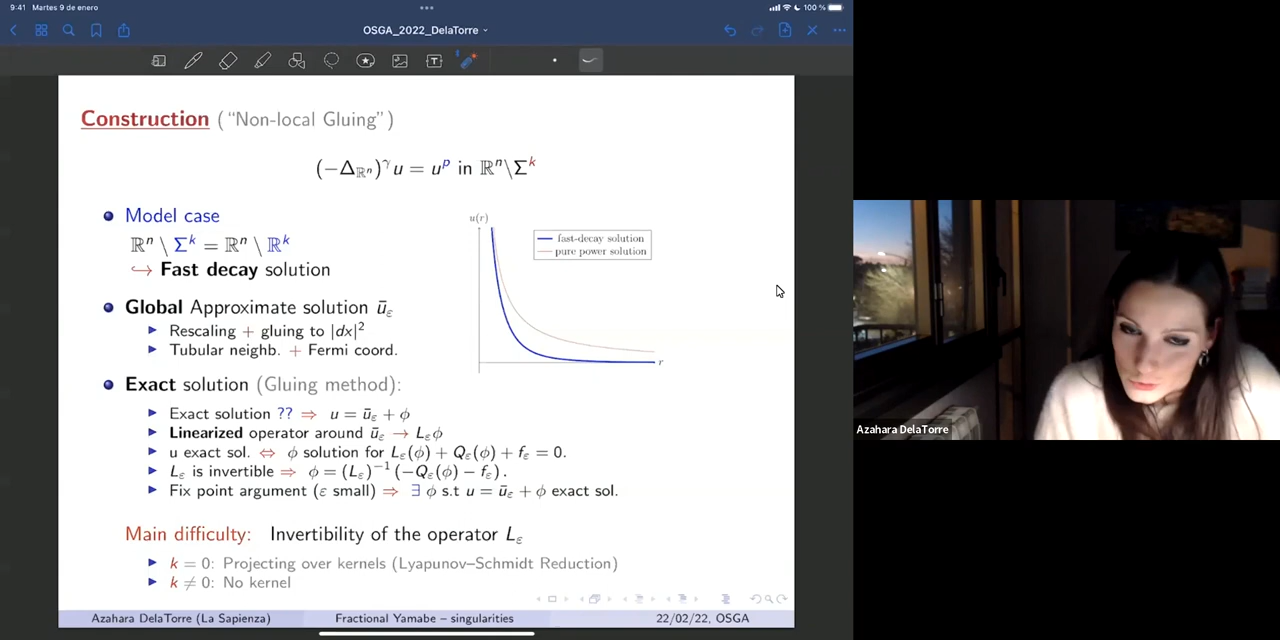 9:41 Martes 9 de enero
100 %
OSGA_2022_DelaTorre
Construction ("Non-local Gluing")
(−Δ_{ℝⁿ})^γ u = u^p in ℝⁿ\Σ^k
Model case
ℝⁿ \ Σ^k = ℝⁿ \ ℝ^k
↪ Fast decay solution
u(r)
fast-decay solution
pure power solution
r
Global Approximate solution ū_ε
Rescaling + gluing to |dx|²
Tubular neighb. + Fermi coord.
Exact solution (Gluing method):
Exact solution ?? ⇒ u = ū_ε + ϕ
Linearized operator around ū_ε → L_εϕ
u exact sol. ⇔ ϕ solution for L_ε(ϕ) + Q_ε(ϕ) + f_ε = 0.
L_ε is invertible ⇒ ϕ = (L_ε)^{−1} (−Q_ε(ϕ) − f_ε).
Fix point argument (ε small) ⇒ ∃ ϕ s.t u = ū_ε + ϕ exact sol.
Main difficulty: Invertibility of the operator L_ε
k = 0: Projecting over kernels (Lyapunov–Schmidt Reduction)
k ≠ 0: No kernel
Azahara DelaTorre (La Sapienza) Fractional Yamabe – singularities 22/02/22, OSGA
Azahara DelaTorre